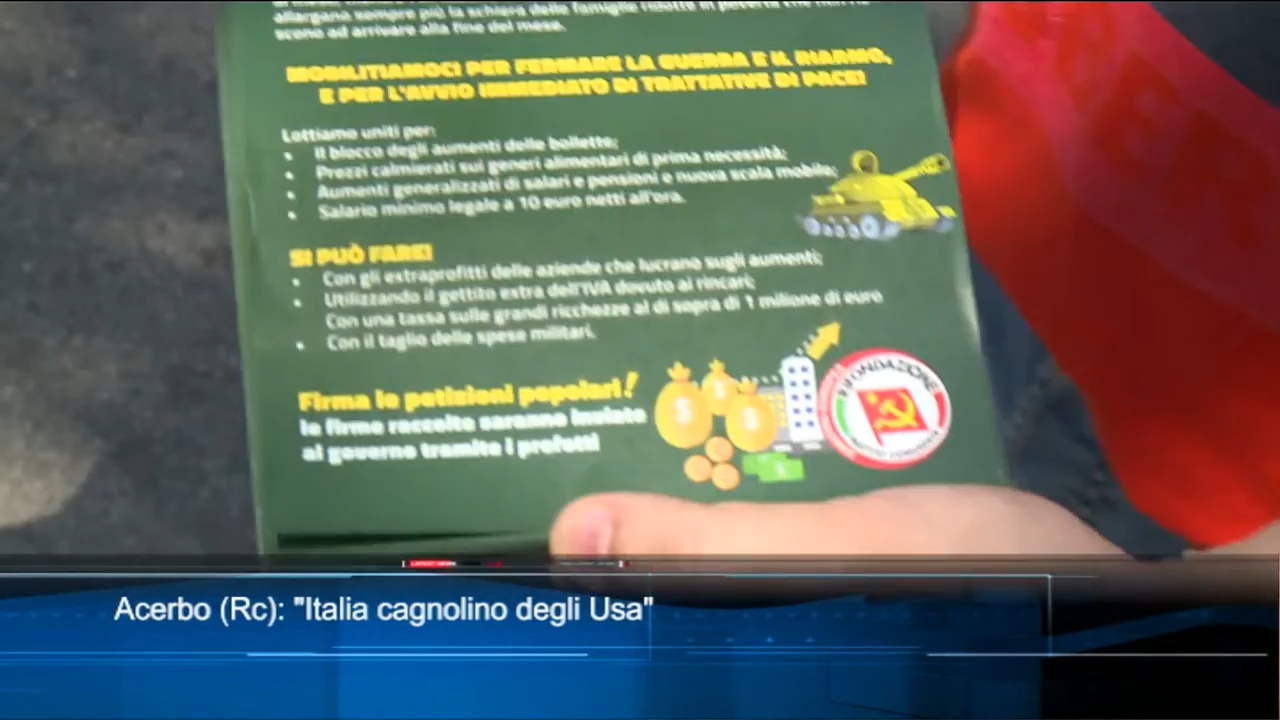 allargano sempre più la schiera delle famiglie ridotte in povertà che non
scono ad arrivare alla fine del mese.
MOBILITIAMOCI PER FERMARE LA GUERRA E IL RIARMO,
E PER L'AVVIO IMMEDIATO DI TRATTATIVE DI PACE!
Lottiamo uniti per:
• Il blocco degli aumenti delle bollette;
• Prezzi calmierati sui generi alimentari di prima necessità;
• Aumenti generalizzati di salari e pensioni e nuova scala mobile;
• Salario minimo legale a 10 euro netti all'ora.
SI PUÒ FARE!
• Con gli extraprofitti delle aziende che lucrano sugli aumenti;
• Utilizzando il gettito extra dell'IVA dovuto ai rincari;
Con una tassa sulle grandi ricchezze al di sopra di 1 milione di euro
• Con il taglio delle spese militari.
Firma le petizioni popolari!
le firme raccolte saranno inviate
al governo tramite i prefetti
RIFONDAZIONE
LATEST NEWS
Acerbo (Rc): "Italia cagnolino degli Usa"